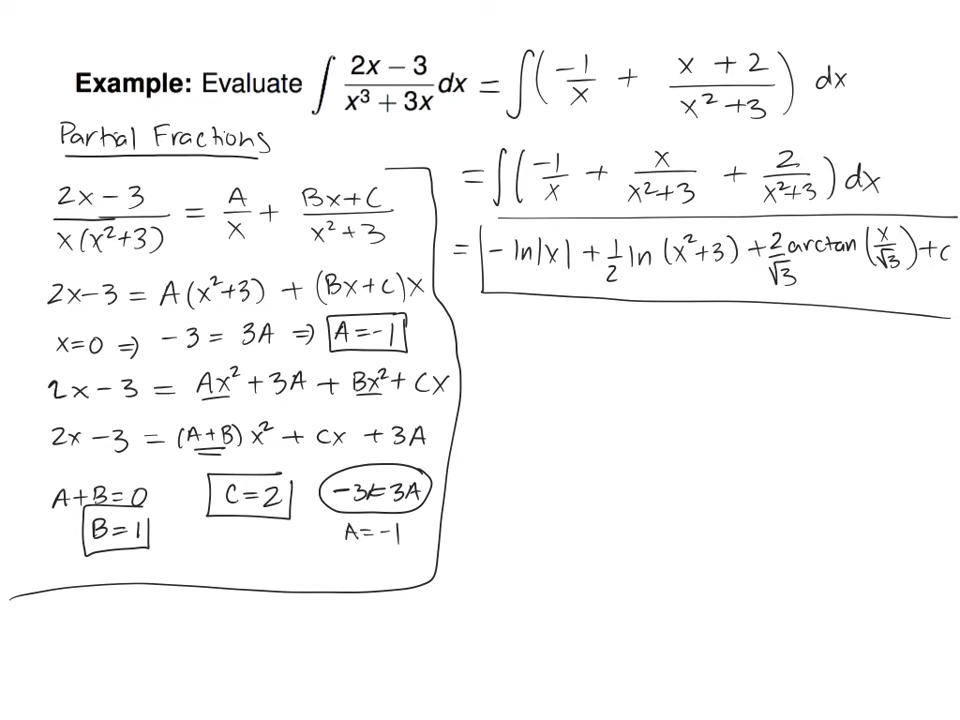 Example: Evaluate ∫ (2x − 3)/(x³ + 3x) dx = ∫ ( −1/x + (x + 2)/(x² + 3) ) dx
Partial Fractions
(2x − 3)/(x(x²+3)) = A/x + (Bx+C)/(x²+3)
2x−3 = A(x²+3) + (Bx+C)x
x=0 ⇒ −3 = 3A ⇒ A=−1
2x−3 = Ax² + 3A + Bx² + Cx
2x−3 = (A+B)x² + Cx + 3A
A+B=0 C=2 −3=3A
B=1 A=−1
= ∫ ( −1/x + x/(x²+3) + 2/(x²+3) ) dx
= − ln|x| + 1/2 ln (x²+3) + 2/√3 arctan (x/√3) + C